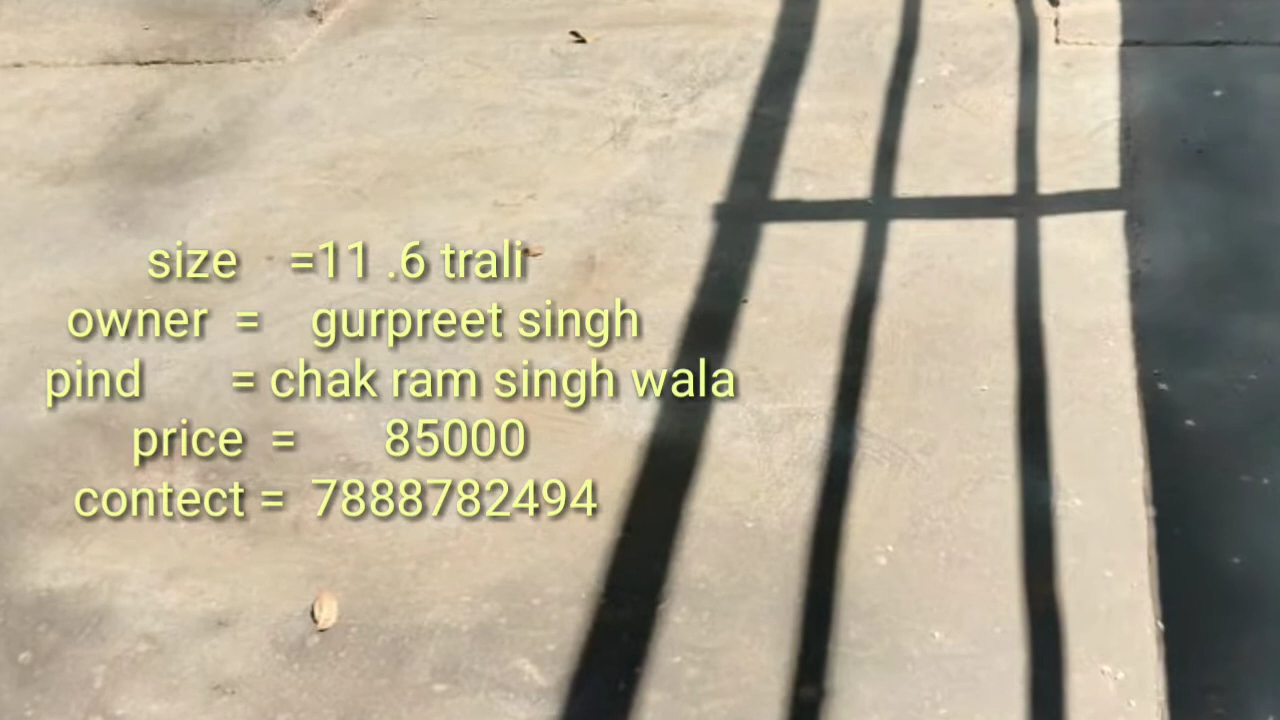 size =11 .6 trali
owner = gurpreet singh
pind = chak ram singh wala
price = 85000
contect = 7888782494